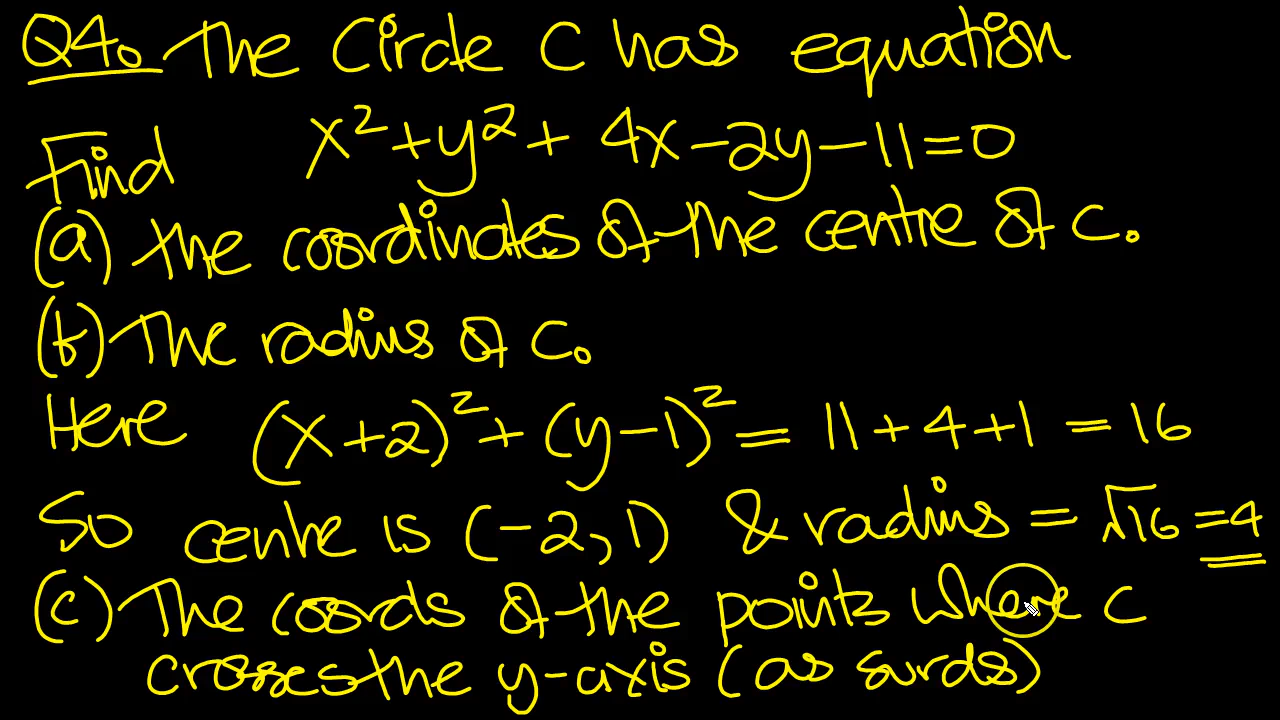 Q4. The Circle C has equation
Find x² + y² + 4x - 2y - 11 = 0
(a) The coordinates of the centre of C.
(b) The radius of C.
Here (x+2)² + (y-1)² = 11 + 4 + 1 = 16
So centre is (-2, 1) & radius = √16 = 4
(c) The coords of the points where C
crosses the y-axis (as surds)